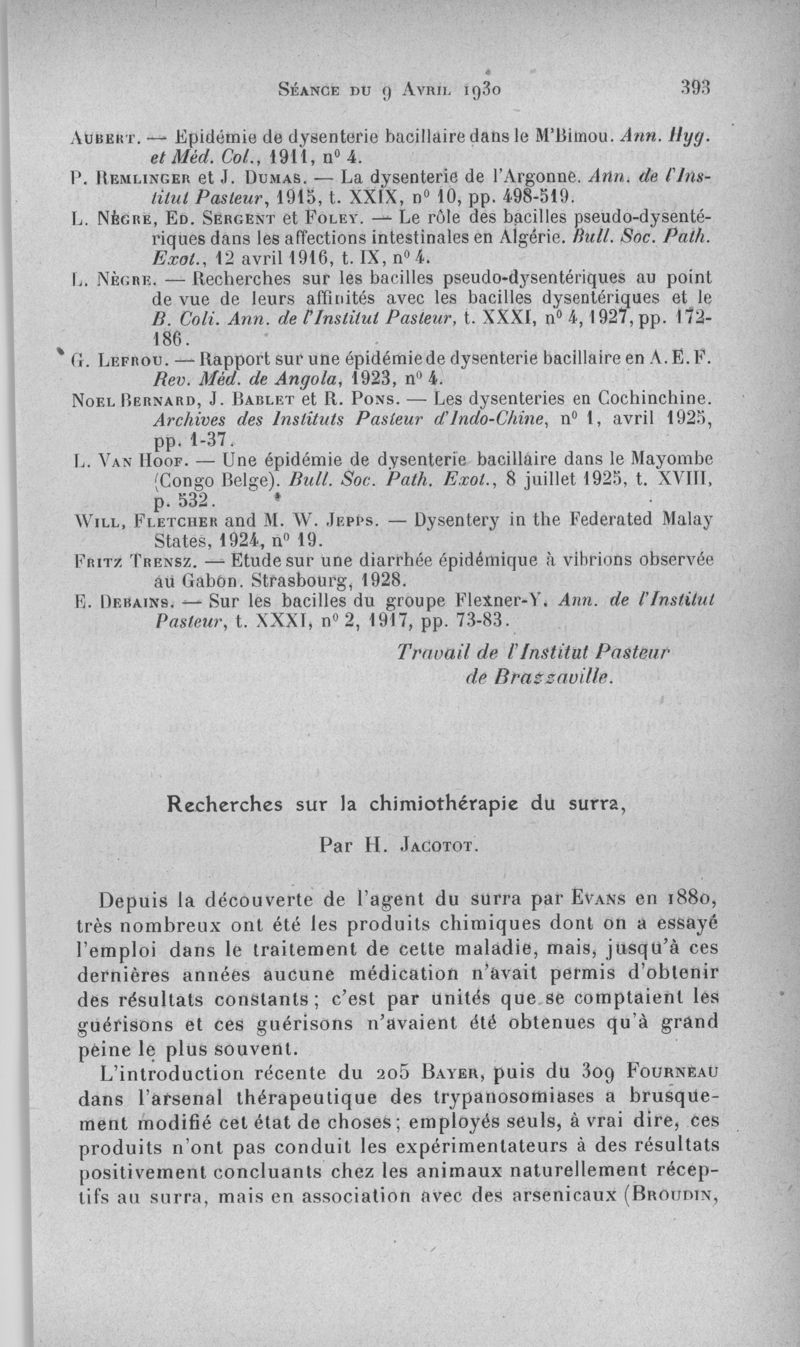 SÉANCE DU 9 AVRIL 1930 393
AUBERT. — Epidémie de dysenterie bacillaire dans le M'Bimou. Ann. Hyg.
et Méd. Col., 1911, nº 4.
P. REMLINGER et J. DUMAS. — La dysenterie de l'Argonne. Ann. de l'Ins-
titut Pasteur, 1915, t. XXIX, nº 10, pp. 498-519.
L. NÈGRE, ED. SERGENT et FOLEY. — Le rôle des bacilles pseudo-dysenté-
riques dans les affections intestinales en Algérie. Bull. Soc. Path.
Exot., 12 avril 1916, t. IX, nº 4.
L. NÈGRE. — Recherches sur les bacilles pseudo-dysentériques au point
de vue de leurs affinités avec les bacilles dysentériques et le
B. Coli. Ann. de l'Institut Pasteur, t. XXXI, nº 4, 1927, pp. 172-
186.
G. LEFROU. — Rapport sur une épidémie de dysenterie bacillaire en A. E. F.
Rev. Méd. de Angola, 1923, nº 4.
NOEL BERNARD, J. BABLET et R. PONS. — Les dysenteries en Cochinchine.
Archives des Instituts Pasteur d'Indo-Chine, nº 1, avril 1925,
pp. 1-37.
L. VAN HOOF. — Une épidémie de dysenterie bacillaire dans le Mayombe
(Congo Belge). Bull. Soc. Path. Exot., 8 juillet 1925, t. XVIII,
p. 532.
WILL, FLETCHER and M. W. JEPPS. — Dysentery in the Federated Malay
States, 1924, nº 19.
FRITZ TRENSZ. — Etude sur une diarrhée épidémique à vibrions observée
au Gabon. Strasbourg, 1928.
E. DEBAINS. — Sur les bacilles du groupe Flexner-Y. Ann. de l'Institut
Pasteur, t. XXXI, nº 2, 1917, pp. 73-83.
Travail de l'Institut Pasteur
de Brazzaville.
Recherches sur la chimiothérapie du surra,
Par H. JACOTOT.
Depuis la découverte de l'agent du surra par EVANS en 1880,
très nombreux ont été les produits chimiques dont on a essayé
l'emploi dans le traitement de cette maladie, mais, jusqu'à ces
dernières années aucune médication n'avait permis d'obtenir
des résultats constants ; c'est par unités que se comptaient les
guérisons et ces guérisons n'avaient été obtenues qu'à grand
peine le plus souvent.
L'introduction récente du 205 BAYER, puis du 309 FOURNEAU
dans l'arsenal thérapeutique des trypanosomiases a brusque-
ment modifié cet état de choses ; employés seuls, à vrai dire, ces
produits n'ont pas conduit les expérimentateurs à des résultats
positivement concluants chez les animaux naturellement récep-
tifs au surra, mais en association avec des arsenicaux (BROUDIN,